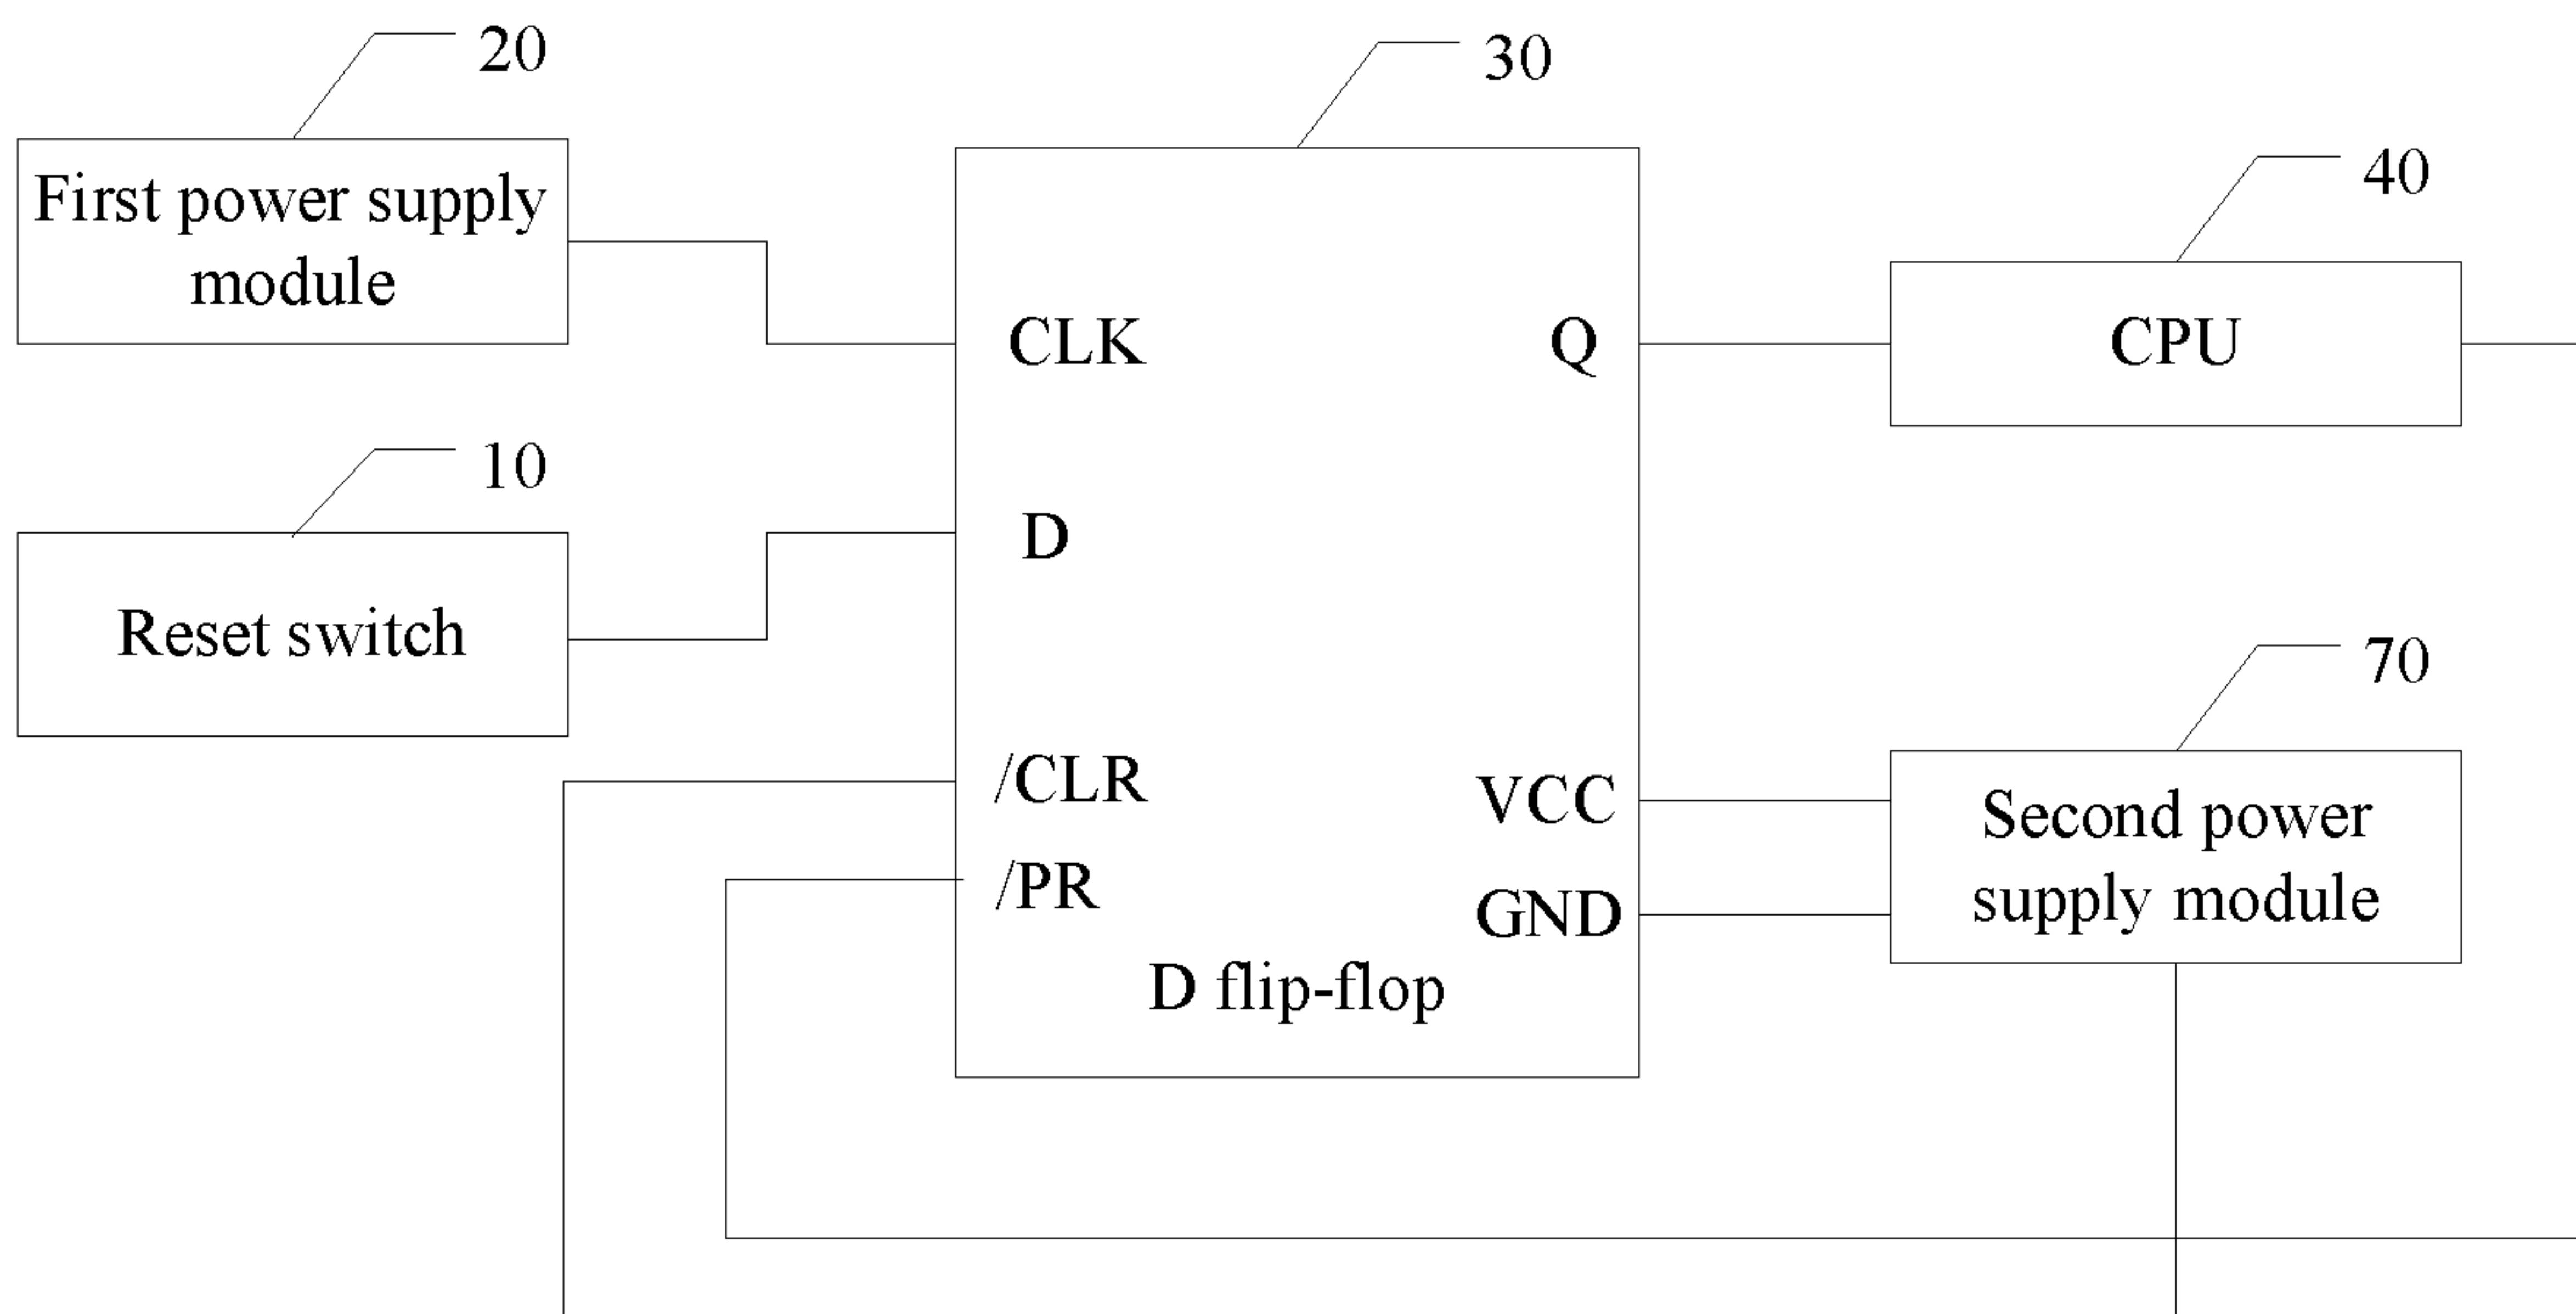 20
30
40
First power supply
module
CLK
Q
CPU
10
D
Reset switch
70
/CLR
VCC
Second power
supply module
/PR
GND
D flip-flop